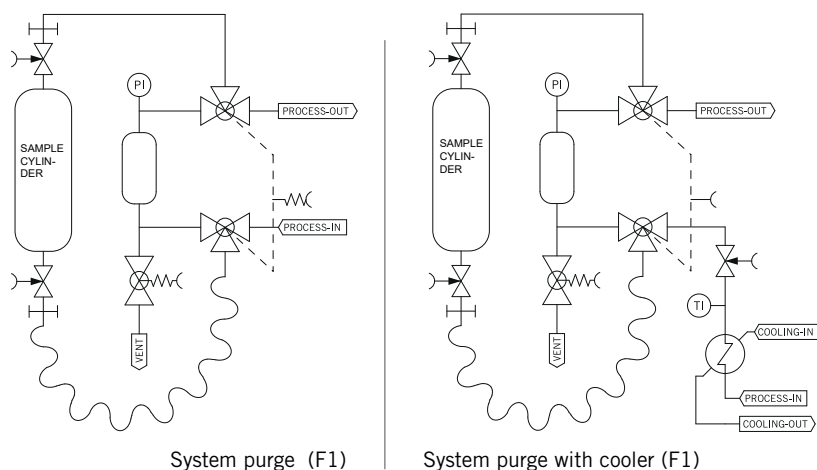 PI
PROCESS-OUT
SAMPLE
CYLIN-
DER
PROCESS-IN
VENT
System purge (F1)
PI
PROCESS-OUT
SAMPLE
CYLIN-
DER
TI
COOLING-IN
VENT
PROCESS-IN
COOLING-OUT
System purge with cooler (F1)